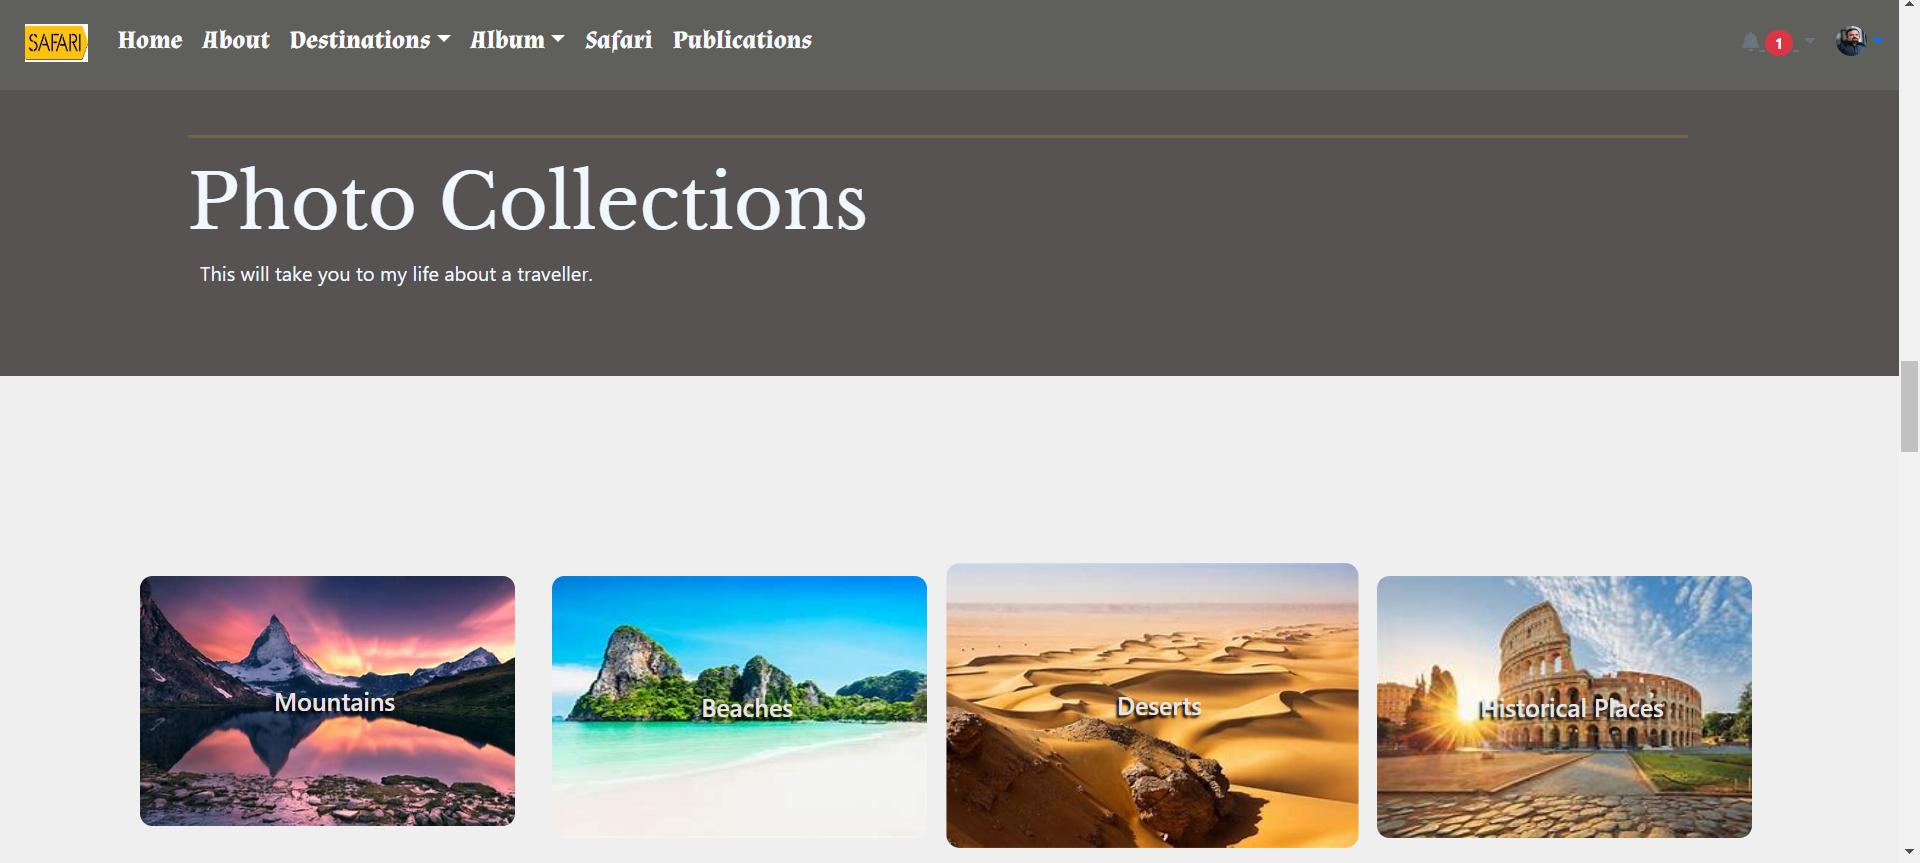 SAFARI Home About Destinations Album Safari Publications 1
Photo Collections
This will take you to my life about a traveller.
Mountains
Beaches
Deserts
Historical Places